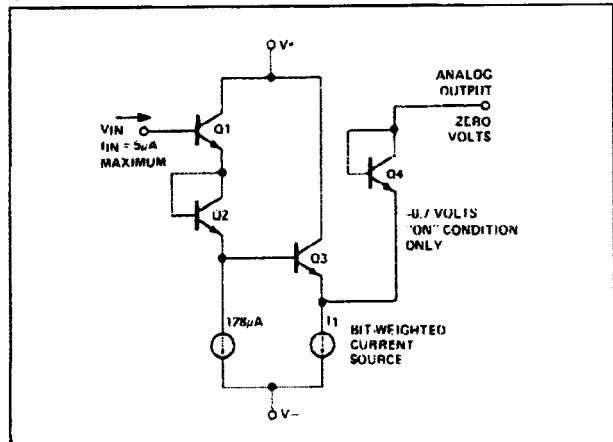 V+
ANALOG
OUTPUT
ZERO
VOLTS
VIN
IIN = 5µA
MAXIMUM
Q1
Q2
Q3
Q4
-0.7 VOLTS
"ON" CONDITION
ONLY
178µA
I1
BIT-WEIGHTED
CURRENT
SOURCE
V−